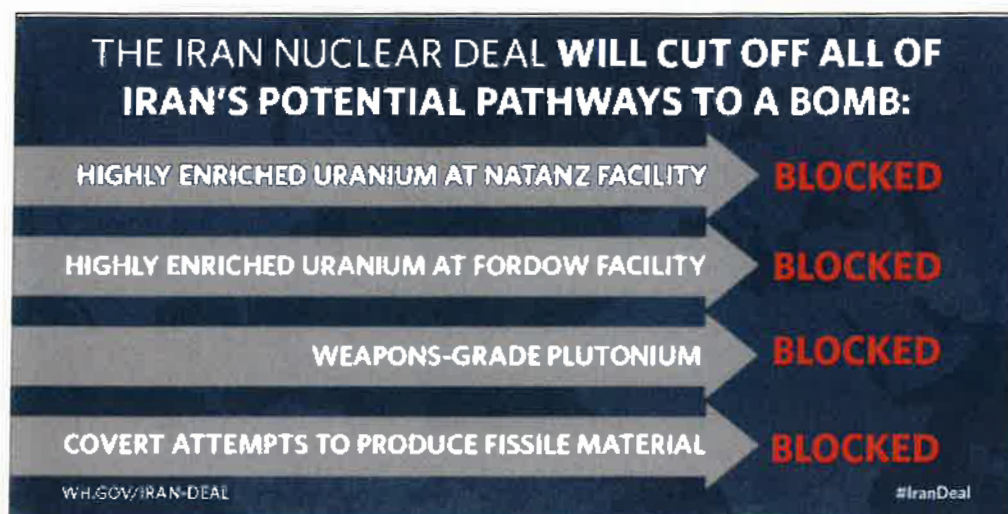 THE IRAN NUCLEAR DEAL WILL CUT OFF ALL OF
IRAN'S POTENTIAL PATHWAYS TO A BOMB:
HIGHLY ENRICHED URANIUM AT NATANZ FACILITY BLOCKED
HIGHLY ENRICHED URANIUM AT FORDOW FACILITY BLOCKED
WEAPONS-GRADE PLUTONIUM BLOCKED
COVERT ATTEMPTS TO PRODUCE FISSILE MATERIAL BLOCKED
WH.GOV/IRAN-DEAL #IranDeal